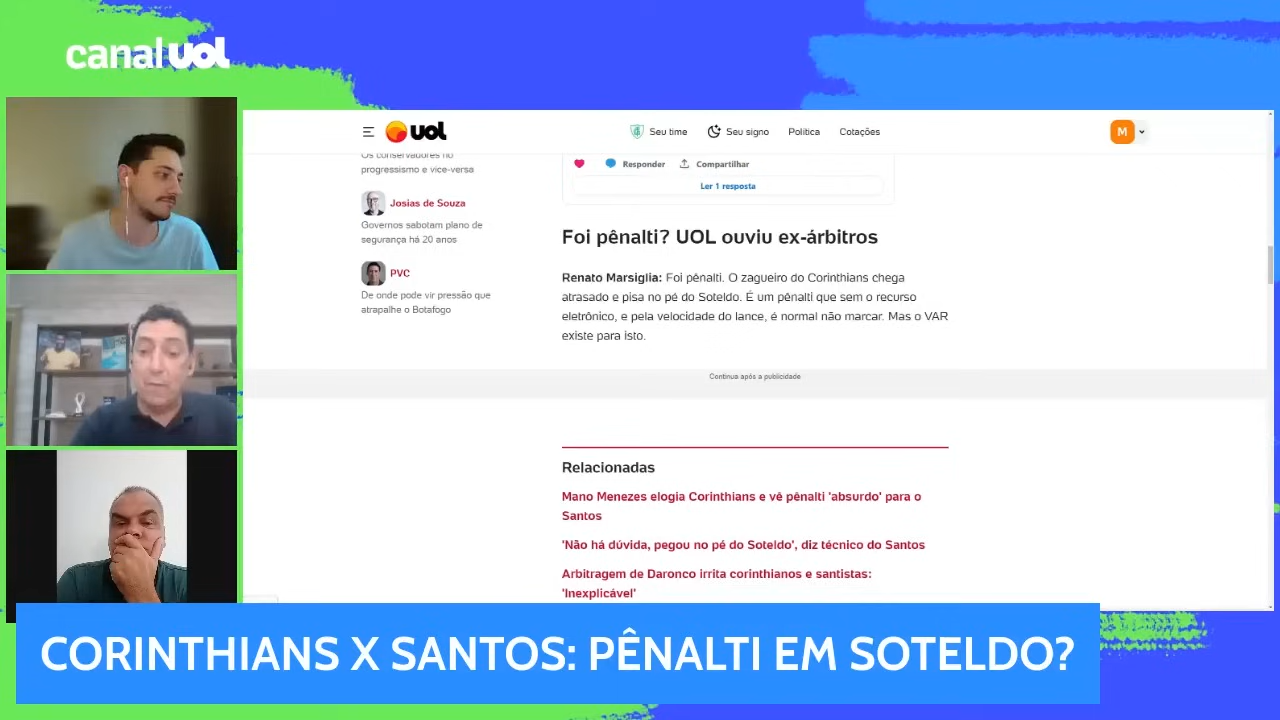 canal UOL
UOL
Seu time
Seu signo
Política
Cotações
M
Os conservadores no
progressismo e vice-versa
Josias de Souza
Governos sabotam plano de
segurança há 20 anos
PVC
De onde pode vir pressão que
atrapalhe o Botafogo
Responder
Compartilhar
Ler 1 resposta
Foi pênalti? UOL ouviu ex-árbitros
Renato Marsiglia: Foi pênalti. O zagueiro do Corinthians chega
atrasado e pisa no pé do Soteldo. É um pênalti que sem o recurso
eletrônico, e pela velocidade do lance, é normal não marcar. Mas o VAR
existe para isto.
Continua após a publicidade
Relacionadas
Mano Menezes elogia Corinthians e vê pênalti 'absurdo' para o
Santos
'Não há dúvida, pegou no pé do Soteldo', diz técnico do Santos
Arbitragem de Daronco irrita corinthianos e santistas:
'Inexplicável'
CORINTHIANS X SANTOS: PÊNALTI EM SOTELDO?